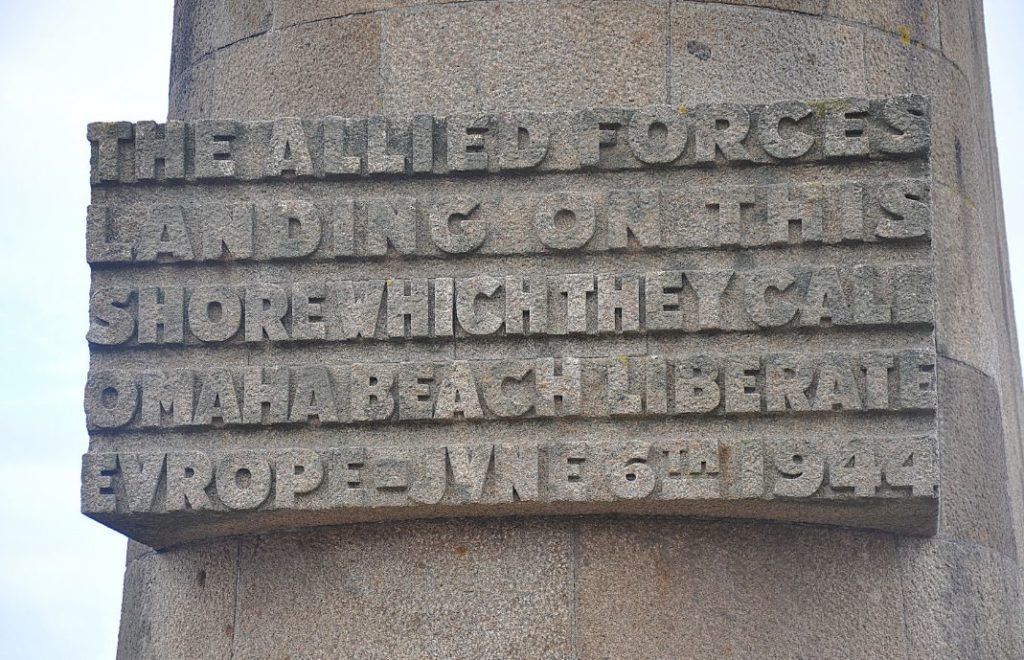 THE ALLIED FORCES
LANDING ON THIS
SHORE WHICH THEY CALL
OMAHA BEACH LIBERATE
EVROPE – JVNE 6TH 1944